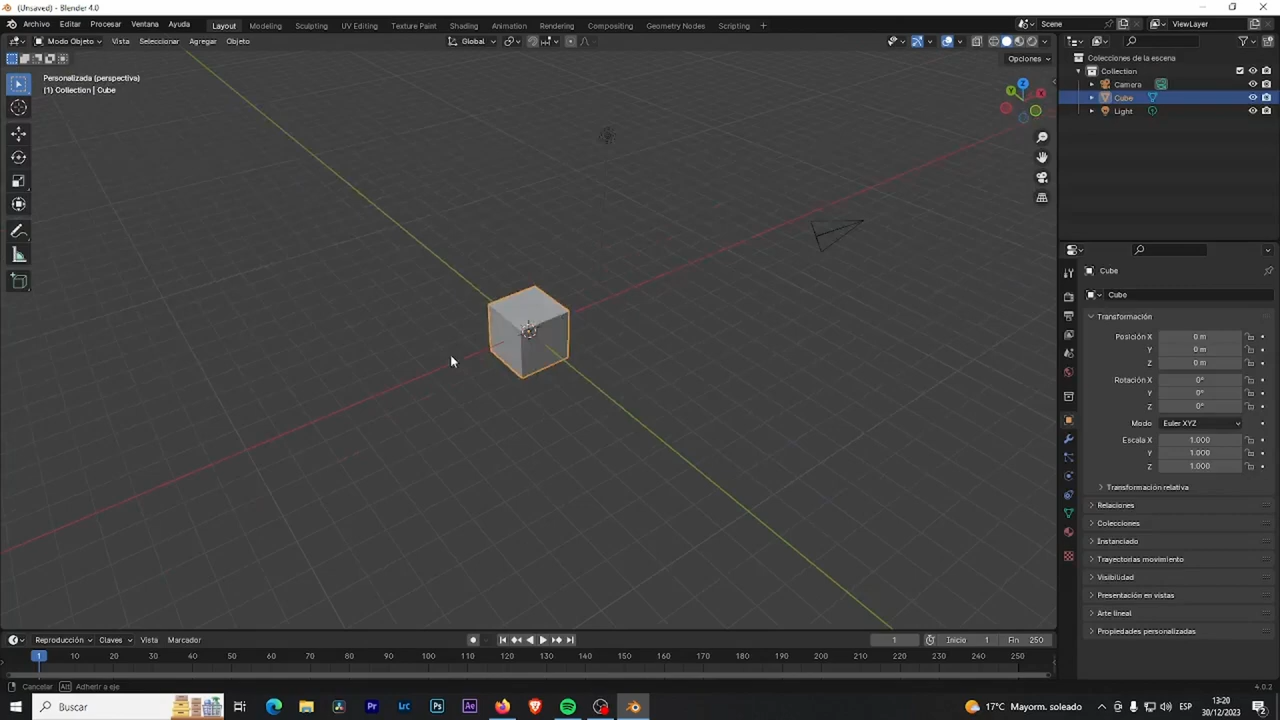 (Unsaved) - Blender 4.0
Archivo Editar Procesar Ventana Ayuda Layout Modeling Sculpting UV Editing Texture Paint Shading Animation Rendering Compositing Geometry Nodes Scripting + Scene ViewLayer
Modo Objeto Vista Seleccionar Agregar Objeto Global
Opciones
Personalizada (perspectiva)
(1) Collection | Cube
Z
Y
X
Colecciones de la escena
Collection
Camera
Cube
Light
Cube
Cube
Transformación
Posición X 0 m
Y 0 m
Z 0 m
Rotación X 0°
Y 0°
Z 0°
Modo Euler XYZ
Escala X 1.000
Y 1.000
Z 1.000
Transformación relativa
Relaciones
Colecciones
Instanciado
Trayectorias movimiento
Visibilidad
Presentación en vistas
Arte lineal
Propiedades personalizadas
Reproducción Claves Vista Marcador 1 Inicio 1 Fin 250
1 10 20 30 40 50 60 70 80 90 100 110 120 130 140 150 160 170 180 190 200 210 220 230 240 250
Cancelar Alt Adherir a eje 4.0.2
Buscar Lrc Pr Ps Ae 17°C Mayorm. soleado ESP 13:20
30/12/2023